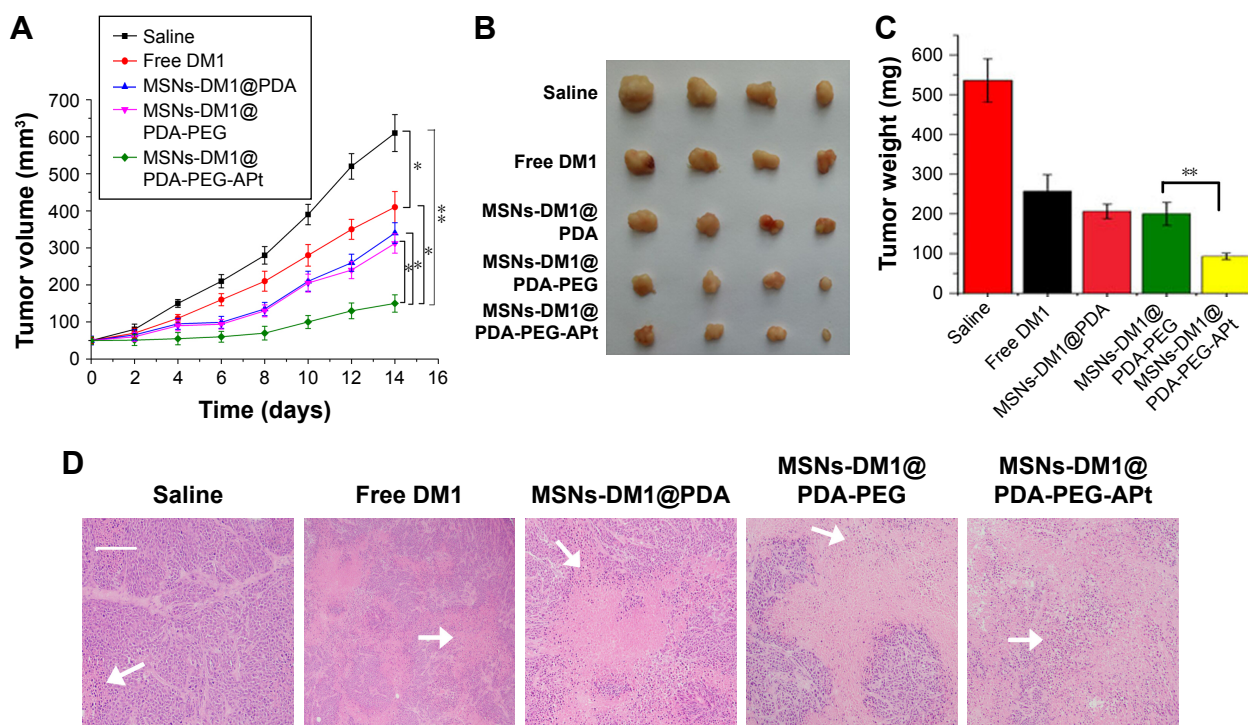 A
Saline
Free DM1
MSNs-DM1@PDA
MSNs-DM1@
PDA-PEG
MSNs-DM1@
PDA-PEG-APt
Tumor volume (mm³)
700
600
500
400
300
200
100
0
0 2 4 6 8 10 12 14 16
Time (days)
*
**
*
*
*
B
Saline
Free DM1
MSNs-DM1@
PDA
MSNs-DM1@
PDA-PEG
MSNs-DM1@
PDA-PEG-APt
C
Tumor weight (mg)
600
500
400
300
200
100
0
**
Saline
Free DM1
MSNs-DM1@PDA
MSNs-DM1@
PDA-PEG
MSNs-DM1@
PDA-PEG-APt
D
Saline
Free DM1
MSNs-DM1@PDA
MSNs-DM1@
PDA-PEG
MSNs-DM1@
PDA-PEG-APt